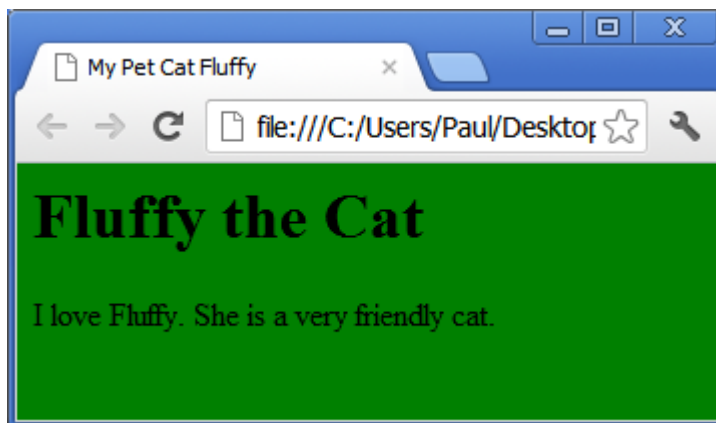 My Pet Cat Fluffy
file:///C:/Users/Paul/Desktop
Fluffy the Cat
I love Fluffy. She is a very friendly cat.